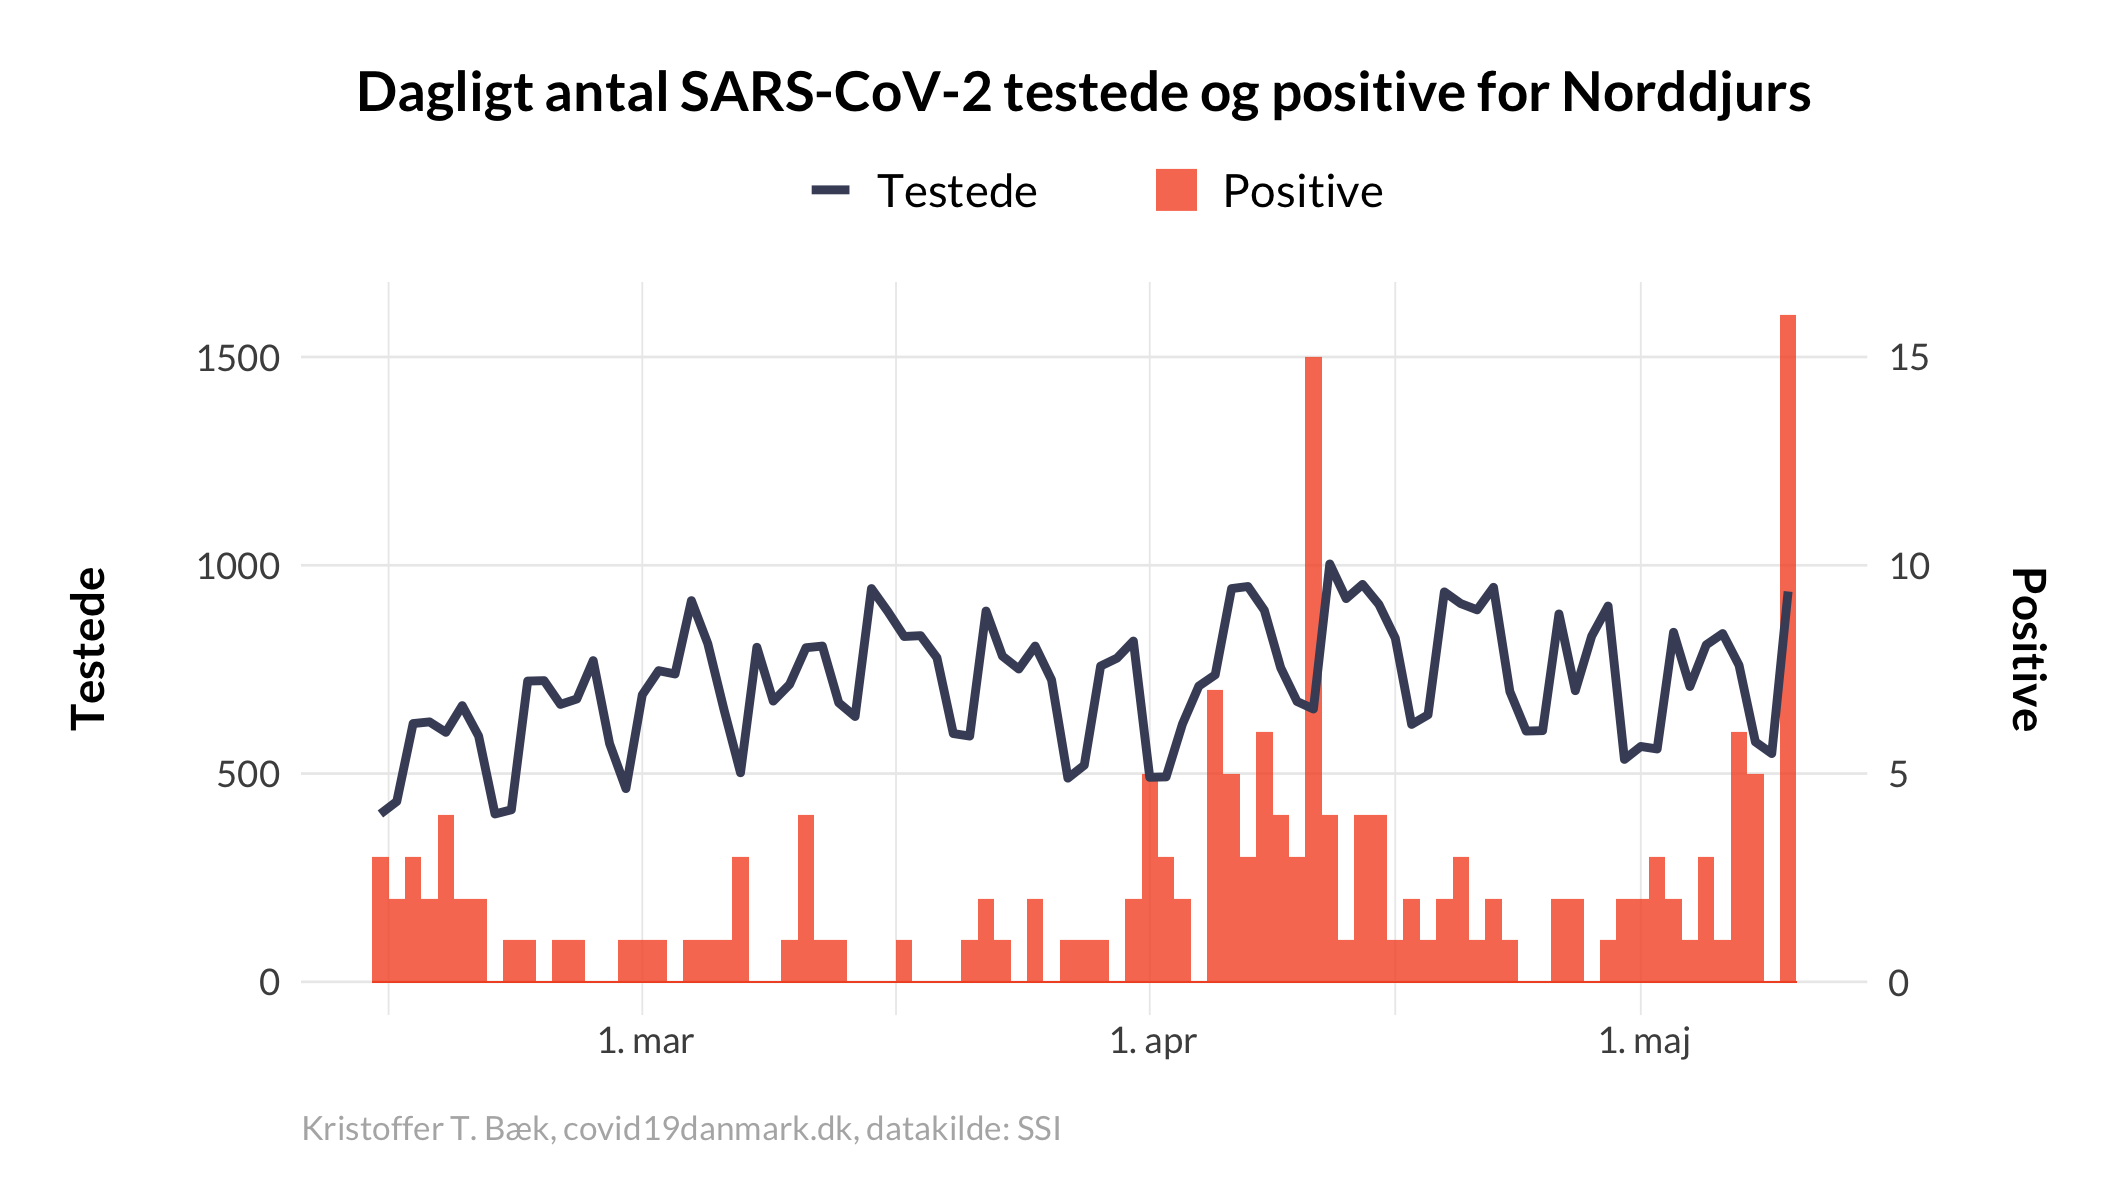 Dagligt antal SARS-CoV-2 testede og positive for Norddjurs
Testede
Positive
Testede
1500
1000
500
0
15
10
5
0
Positive
1. mar
1. apr
1. maj
Kristoffer T. Bæk, covid19danmark.dk, datakilde: SSI